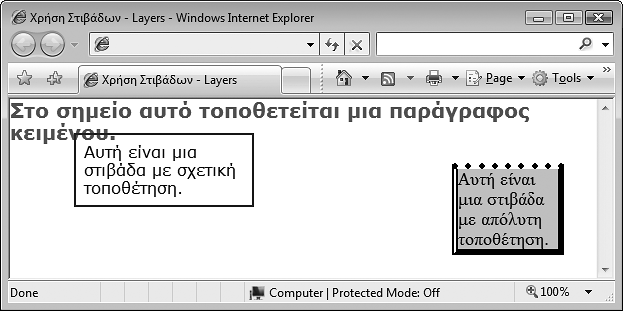 Χρήση Στιβάδων - Layers - Windows Internet Explorer
Χρήση Στιβάδων - Layers
Page
Tools
»
Στο σημείο αυτό τοποθετείται μια παράγραφος
κειμένου.
Αυτή είναι μια
στιβάδα με σχετική
τοποθέτηση.
Αυτή είναι
μια στιβάδα
με απόλυτη
τοποθέτηση.
Done
Computer | Protected Mode: Off
100%